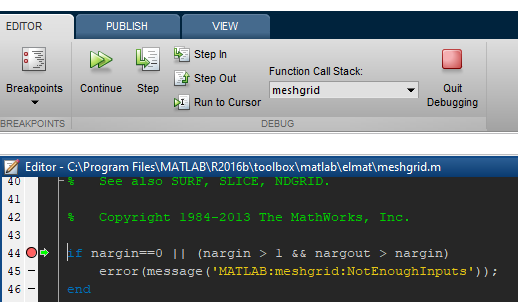 EDITOR PUBLISH VIEW
Breakpoints Continue Step Step In
Step Out
Run to Cursor
Function Call Stack:
meshgrid
Quit Debugging
BREAKPOINTS DEBUG
Editor - C:\Program Files\MATLAB\R2016b\toolbox\matlab\elmat\meshgrid.m
40 % See also SURF, SLICE, NDGRID.
41
42 % Copyright 1984-2013 The MathWorks, Inc.
43
44 if nargin==0 || (nargin > 1 && nargout > nargin)
45 – error(message('MATLAB:meshgrid:NotEnoughInputs'));
46 – end